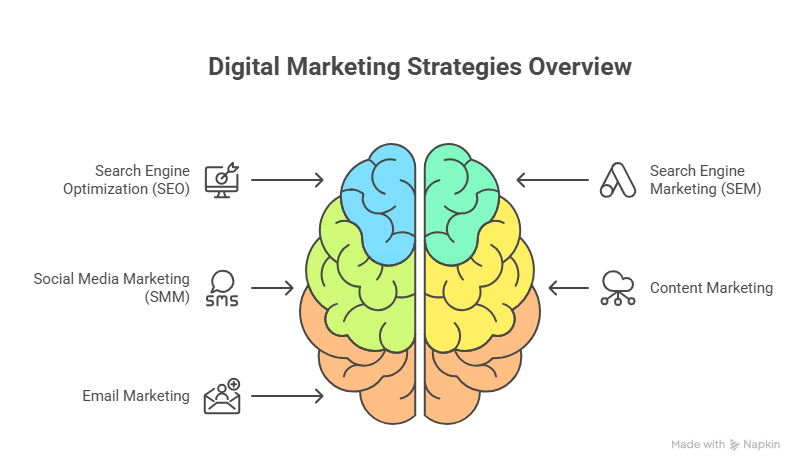 Digital Marketing Strategies Overview
Search Engine
Optimization (SEO)
Search Engine
Marketing (SEM)
Social Media Marketing
(SMM)
SMS
Content Marketing
Email Marketing
Made with Napkin